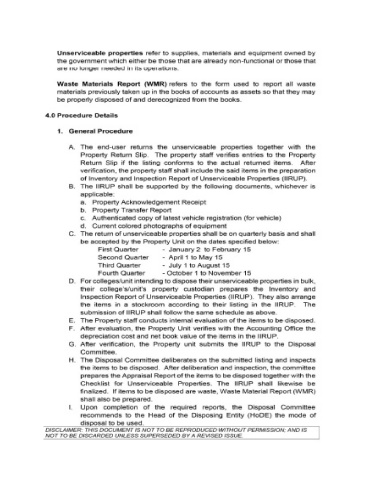 Unserviceable properties refer to supplies, materials and equipment owned by
the government which either be those that are already non-functional or those that
are no longer needed in its operations.
Waste Materials Report (WMR) refers to the form used to report all waste
materials previously taken up in the books of accounts as assets so that they may
be properly disposed of and derecognized from the books.
4.0 Procedure Details
1. General Procedure
A. The end-user returns the unserviceable properties together with the
Property Return Slip. The property staff verifies entries to the Property
Return Slip if the listing conforms to the actual returned items. After
verification, the property staff shall include the said items in the preparation
of Inventory and Inspection Report of Unserviceable Properties (IIRUP).
B. The IIRUP shall be supported by the following documents, whichever is
applicable:
a. Property Acknowledgement Receipt
b. Property Transfer Report
c. Authenticated copy of latest vehicle registration (for vehicle)
d. Current colored photographs of equipment
C. The return of unserviceable properties shall be on quarterly basis and shall
be accepted by the Property Unit on the dates specified below:
First Quarter - January 2 to February 15
Second Quarter - April 1 to May 15
Third Quarter - July 1 to August 15
Fourth Quarter - October 1 to November 15
D. For colleges/unit intending to dispose their unserviceable properties in bulk,
their college's/unit's property custodian prepares the Inventory and
Inspection Report of Unserviceable Properties (IIRUP). They also arrange
the items in a stockroom according to their listing in the IIRUP. The
submission of IIRUP shall follow the same schedule as above.
E. The Property staff conducts internal evaluation of the items to be disposed.
F. After evaluation, the Property Unit verifies with the Accounting Office the
depreciation cost and net book value of the items in the IIRUP.
G. After verification, the Property unit submits the IIRUP to the Disposal
Committee.
H. The Disposal Committee deliberates on the submitted listing and inspects
the items to be disposed. After deliberation and inspection, the committee
prepares the Appraisal Report of the items to be disposed together with the
Checklist for Unserviceable Properties. The IIRUP shall likewise be
finalized. If items to be disposed are waste, Waste Material Report (WMR)
shall also be prepared.
I. Upon completion of the required reports, the Disposal Committee
recommends to the Head of the Disposing Entity (HoDE) the mode of
disposal to be used.
DISCLAIMER: THIS DOCUMENT IS NOT TO BE REPRODUCED WITHOUT PERMISSION; AND IS
NOT TO BE DISCARDED UNLESS SUPERSEDED BY A REVISED ISSUE.